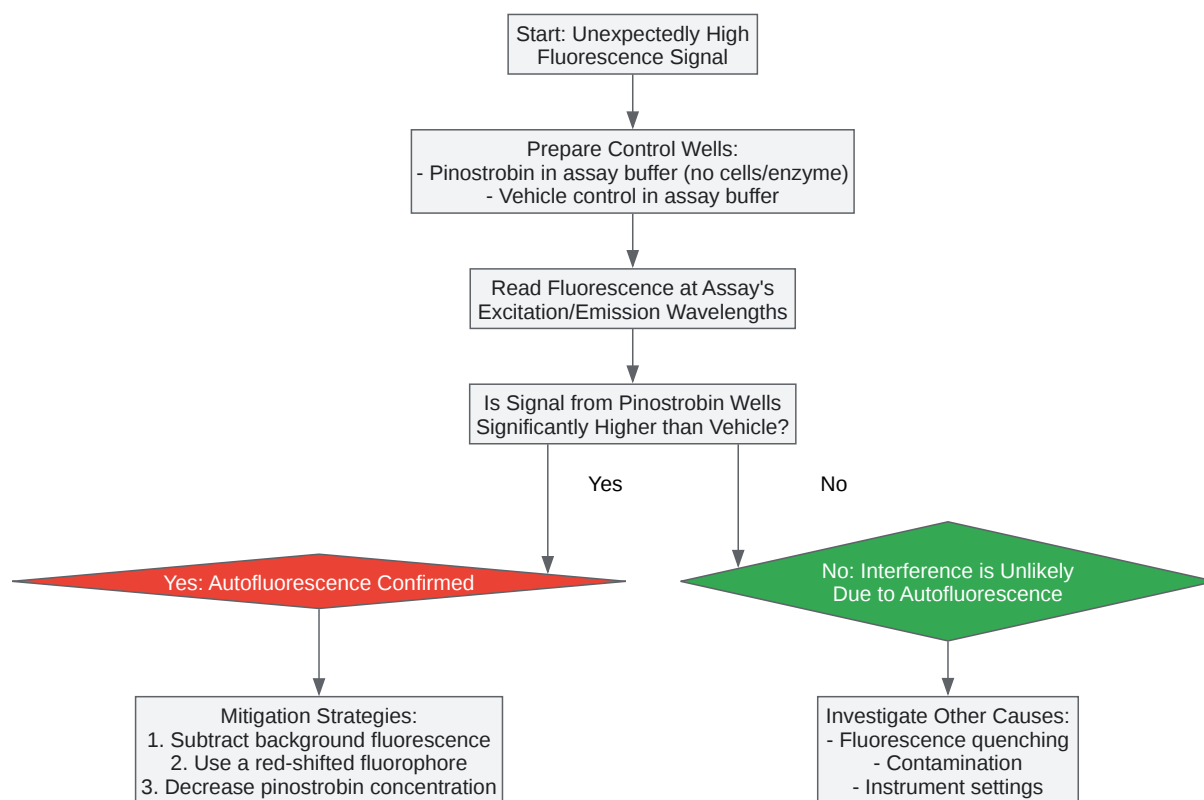 Start: Unexpectedly High
Fluorescence Signal
Prepare Control Wells:
- Pinostrobin in assay buffer (no cells/enzyme)
- Vehicle control in assay buffer
Read Fluorescence at Assay's
Excitation/Emission Wavelengths
Is Signal from Pinostrobin Wells
Significantly Higher than Vehicle?
Yes
No
Yes: Autofluorescence Confirmed
No: Interference is Unlikely
Due to Autofluorescence
Mitigation Strategies:
1. Subtract background fluorescence
2. Use a red-shifted fluorophore
3. Decrease pinostrobin concentration
Investigate Other Causes:
- Fluorescence quenching
- Contamination
- Instrument settings